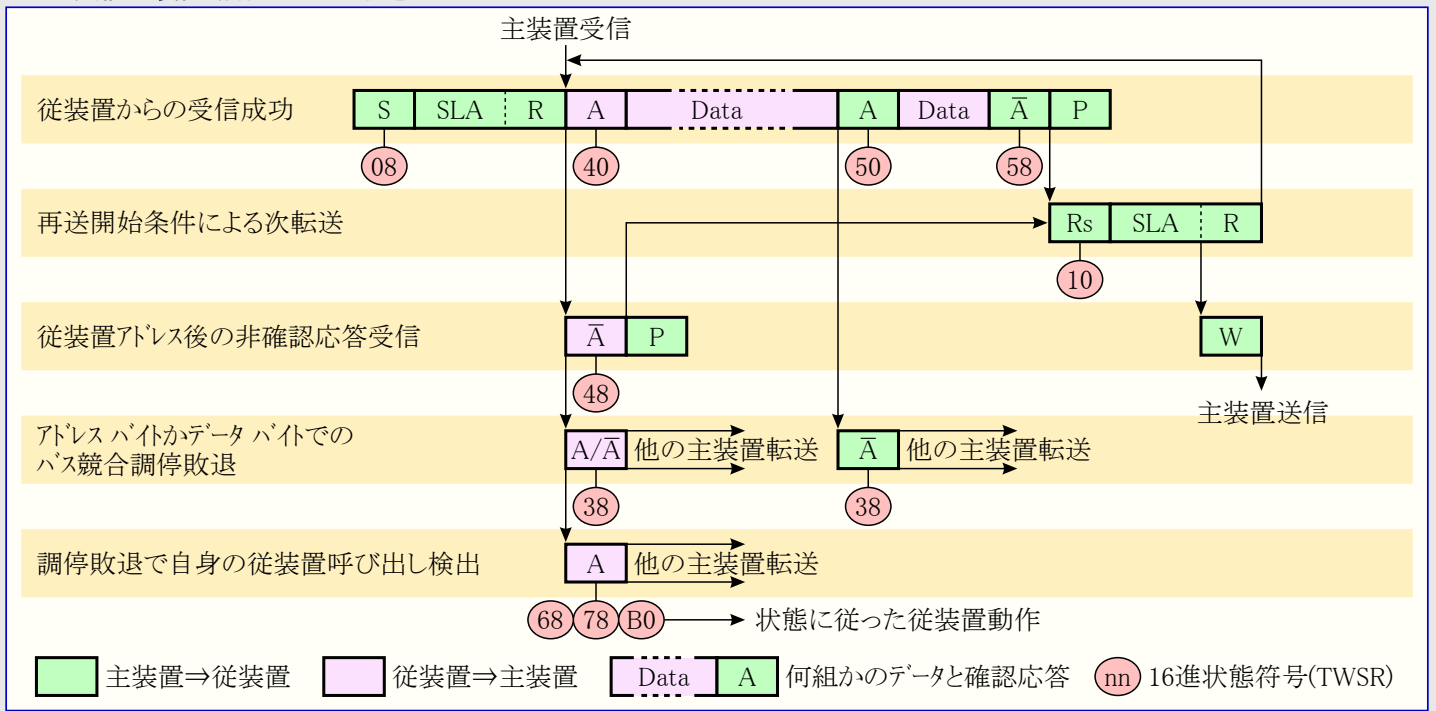 主装置受信
従装置からの受信成功 S SLA R A Data A Data A̅ P
08 40 50 58
再送開始条件による次転送 Rs SLA R
10
従装置アドレス後の非確認応答受信 A̅ P W
48
主装置送信
アドレス バイトかデータ バイトでの
バス競合調停敗退
A/A̅ 他の主装置転送 A̅ 他の主装置転送
38 38
調停敗退で自身の従装置呼び出し検出 A 他の主装置転送
68 78 B0 状態に従った従装置動作
主装置⇒従装置 従装置⇒主装置 Data A 何組かのデータと確認応答 nn 16進状態符号(TWSR)